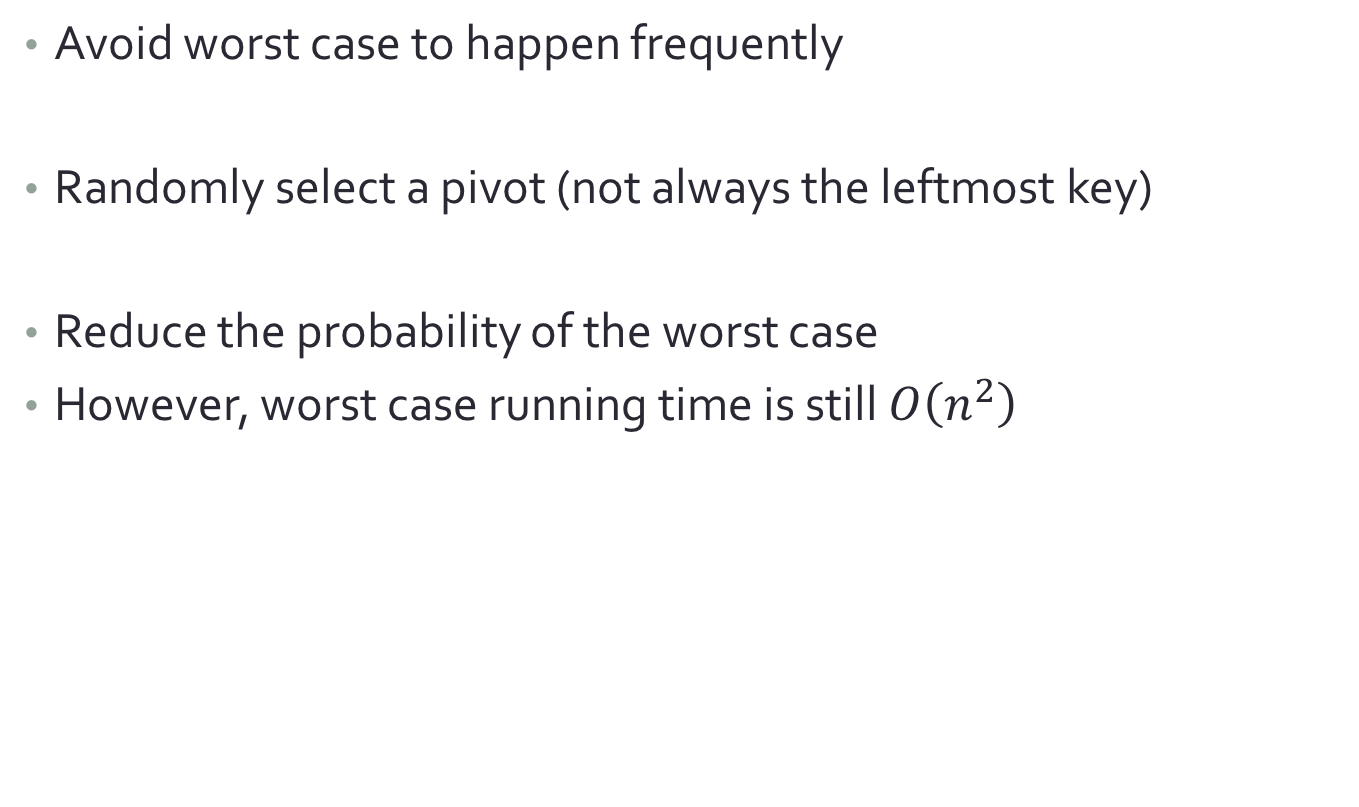 • Avoid worst case to happen frequently
• Randomly select a pivot (not always the leftmost key)
• Reduce the probability of the worst case
• However, worst case running time is still O(n²)